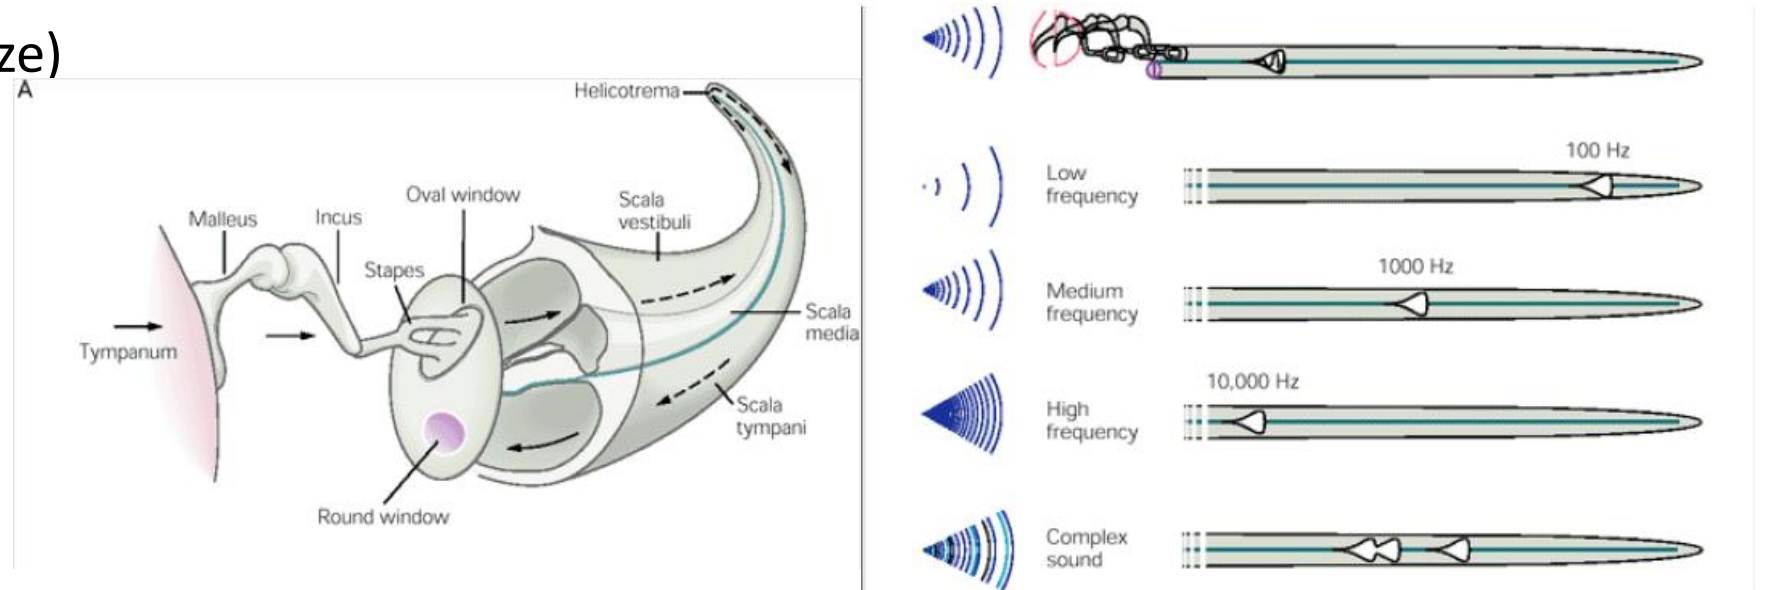 ze)
A
Helicotrema
Oval window
Scala
vestibuli
Malleus
Incus
Stapes
Scala
media
Tympanum
Scala
tympani
Round window
100 Hz
Low
frequency
1000 Hz
Medium
frequency
10,000 Hz
High
frequency
Complex
sound